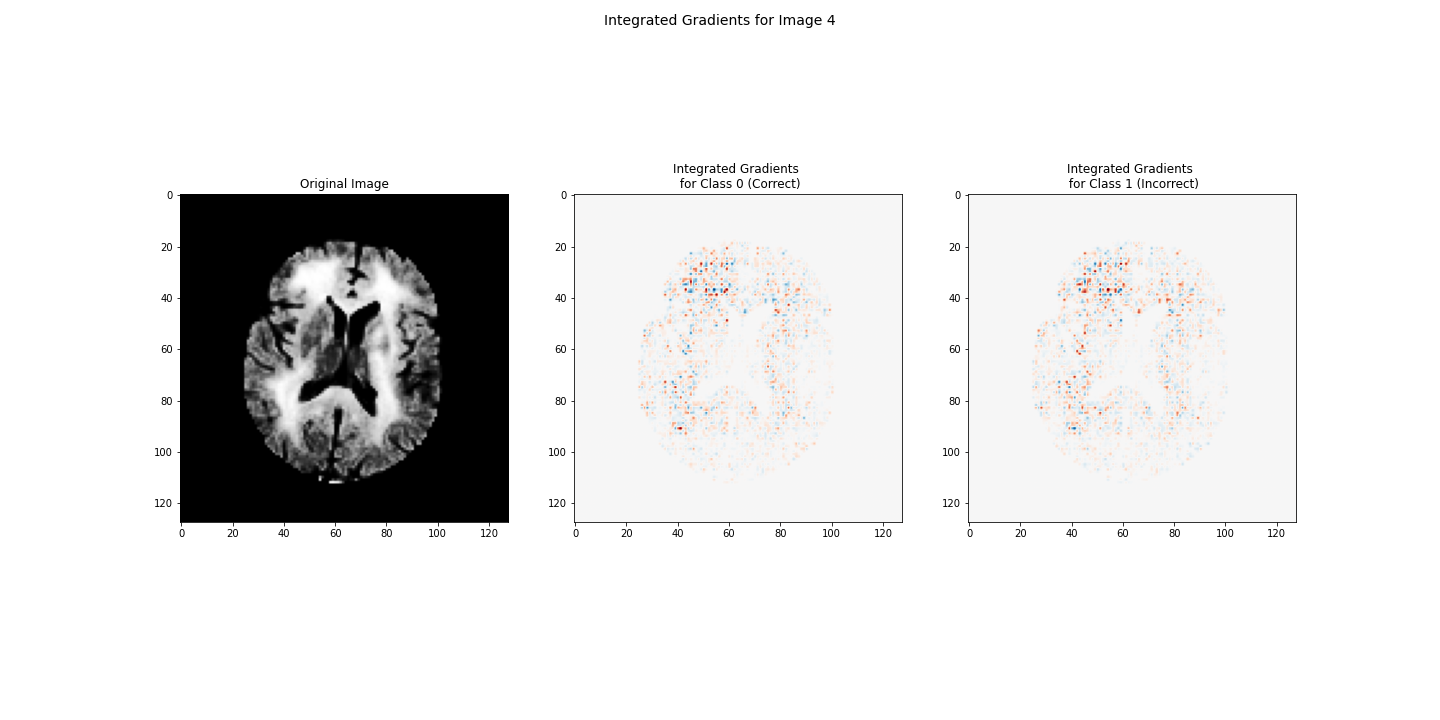 Integrated Gradients for Image 4
Original Image
0
20
40
60
80
100
120
0 20 40 60 80 100 120
Integrated Gradients
for Class 0 (Correct)
0
20
40
60
80
100
120
0 20 40 60 80 100 120
Integrated Gradients
for Class 1 (Incorrect)
0
20
40
60
80
100
120
0 20 40 60 80 100 120